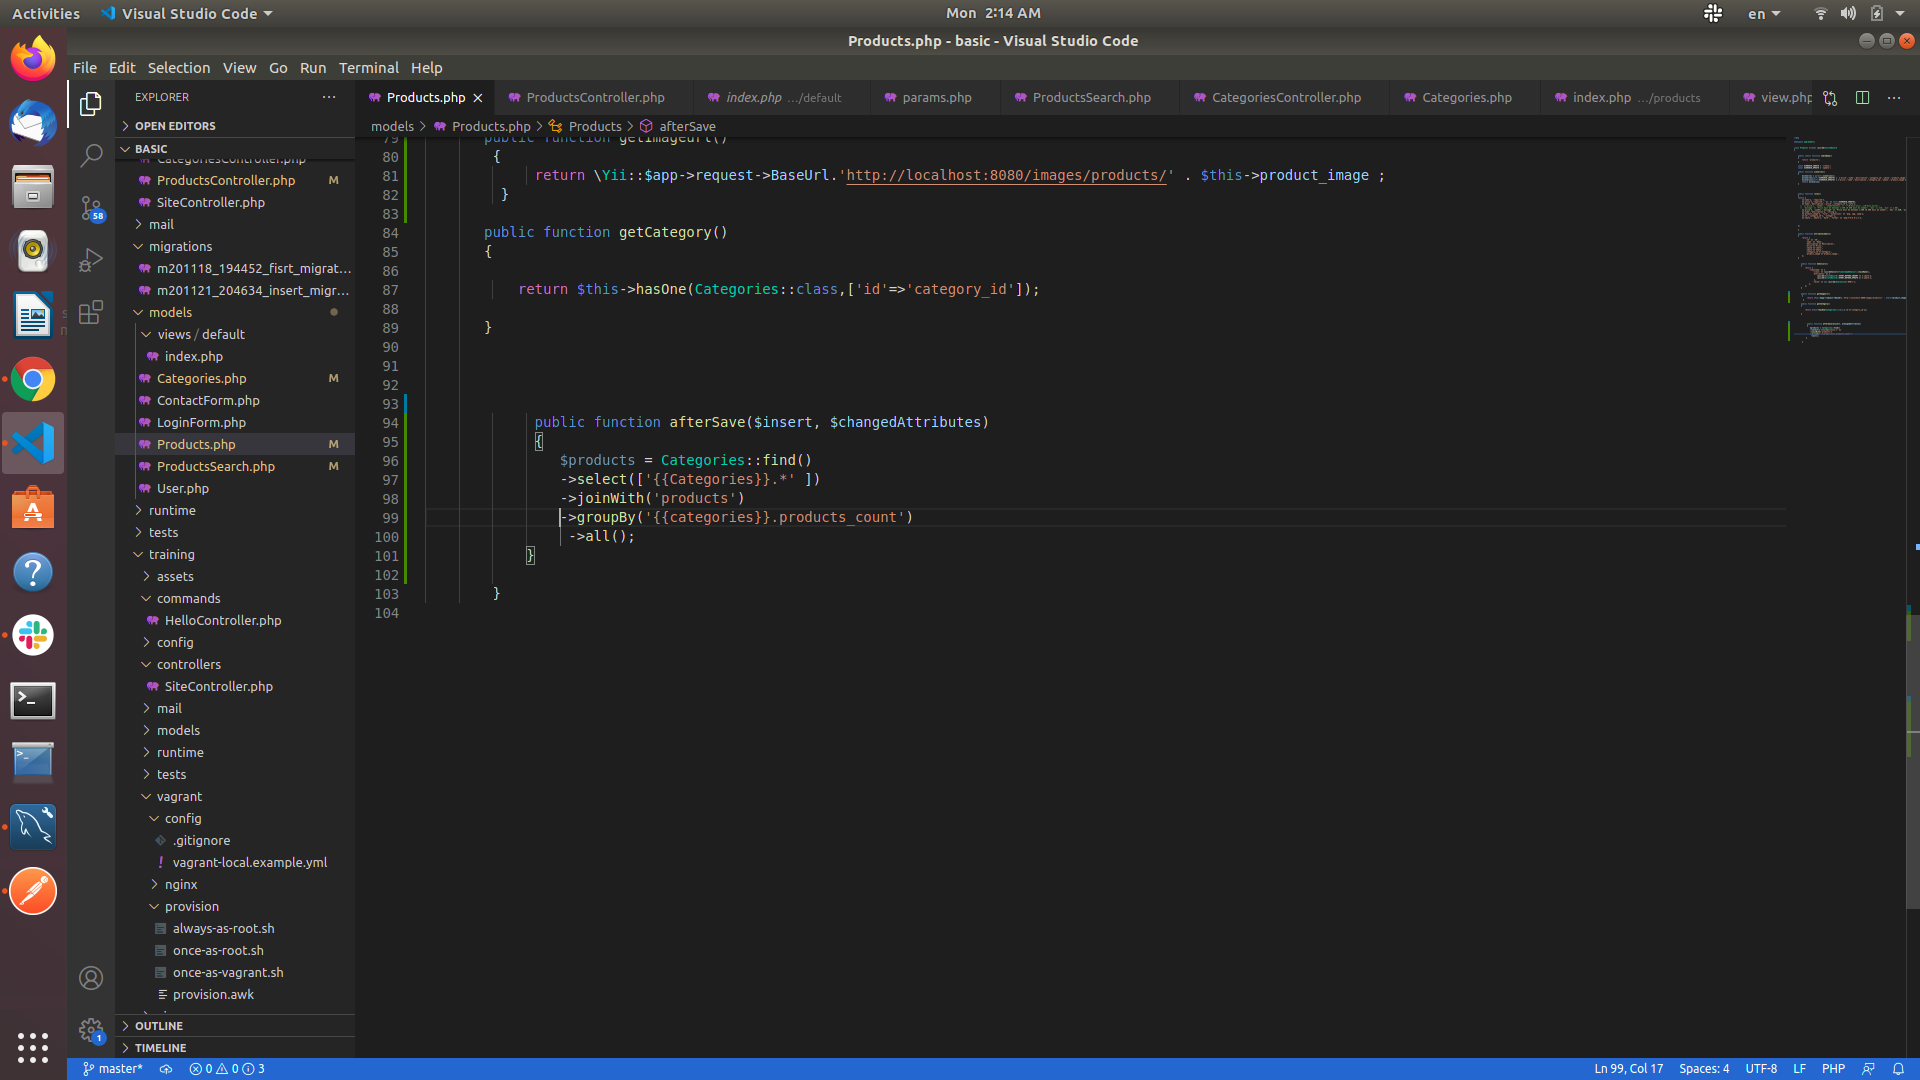 Activities
Visual Studio Code
Mon 2:14 AM
en
Products.php - basic - Visual Studio Code
File Edit Selection View Go Run Terminal Help
EXPLORER
OPEN EDITORS
BASIC
CategoriesController.php
ProductsController.php M
SiteController.php
mail
migrations
m201118_194452_fisrt_migrat...
m201121_204634_insert_migr...
models
views / default
index.php
Categories.php M
ContactForm.php
LoginForm.php
Products.php M
ProductsSearch.php M
User.php
runtime
tests
training
assets
commands
HelloController.php
config
controllers
SiteController.php
mail
models
runtime
tests
vagrant
config
.gitignore
! vagrant-local.example.yml
nginx
provision
always-as-root.sh
once-as-root.sh
once-as-vagrant.sh
provision.awk
OUTLINE
TIMELINE
58
1
Products.php
ProductsController.php
index.php .../default
params.php
ProductsSearch.php
CategoriesController.php
Categories.php
index.php .../products
view.php
models > Products.php > Products > afterSave
79 public function getImageurl()
80 {
81 return \Yii::$app->request->BaseUrl.'http://localhost:8080/images/products/' . $this->product_image ;
82 }
83
84 public function getCategory()
85 {
86
87 return $this->hasOne(Categories::class,['id'=>'category_id']);
88
89 }
90
91
92
93
94 public function afterSave($insert, $changedAttributes)
95 {
96 $products = Categories::find()
97 ->select(['{{Categories}}.*' ])
98 ->joinWith('products')
99 ->groupBy('{{categories}}.products_count')
100 ->all();
101 }
102
103 }
104
master* 0 0 3
Ln 99, Col 17 Spaces: 4 UTF-8 LF PHP